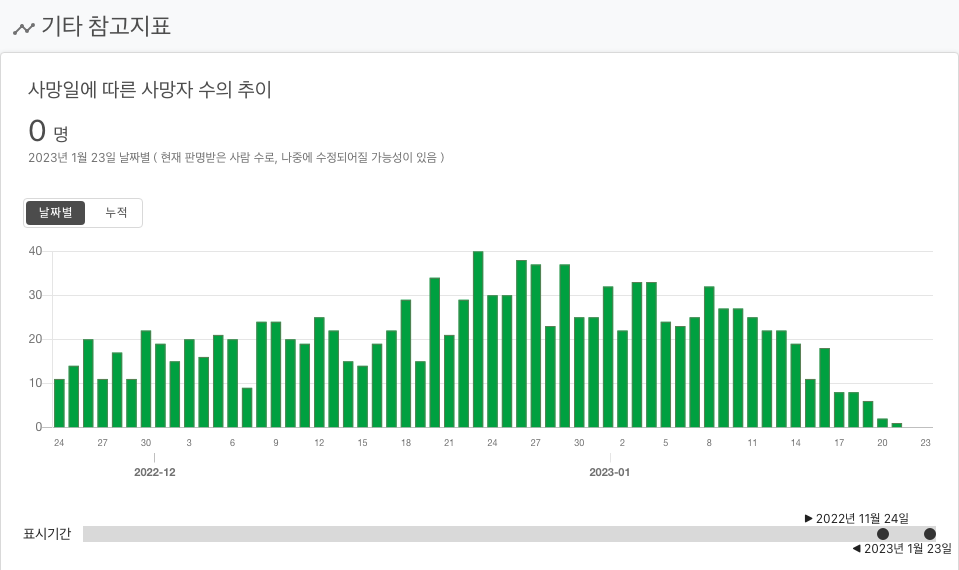 기타 참고지표
사망일에 따른 사망자 수의 추이
0 명
2023년 1월 23일 날짜별 ( 현재 판명받은 사람 수로, 나중에 수정되어질 가능성이 있음 )
날짜별 누적
40
30
20
10
0
24 27 30 3 6 9 12 15 18 21 24 27 30 2 5 8 11 14 17 20 23
2022-12 2023-01
▶ 2022년 11월 24일
표시기간
◀ 2023년 1월 23일